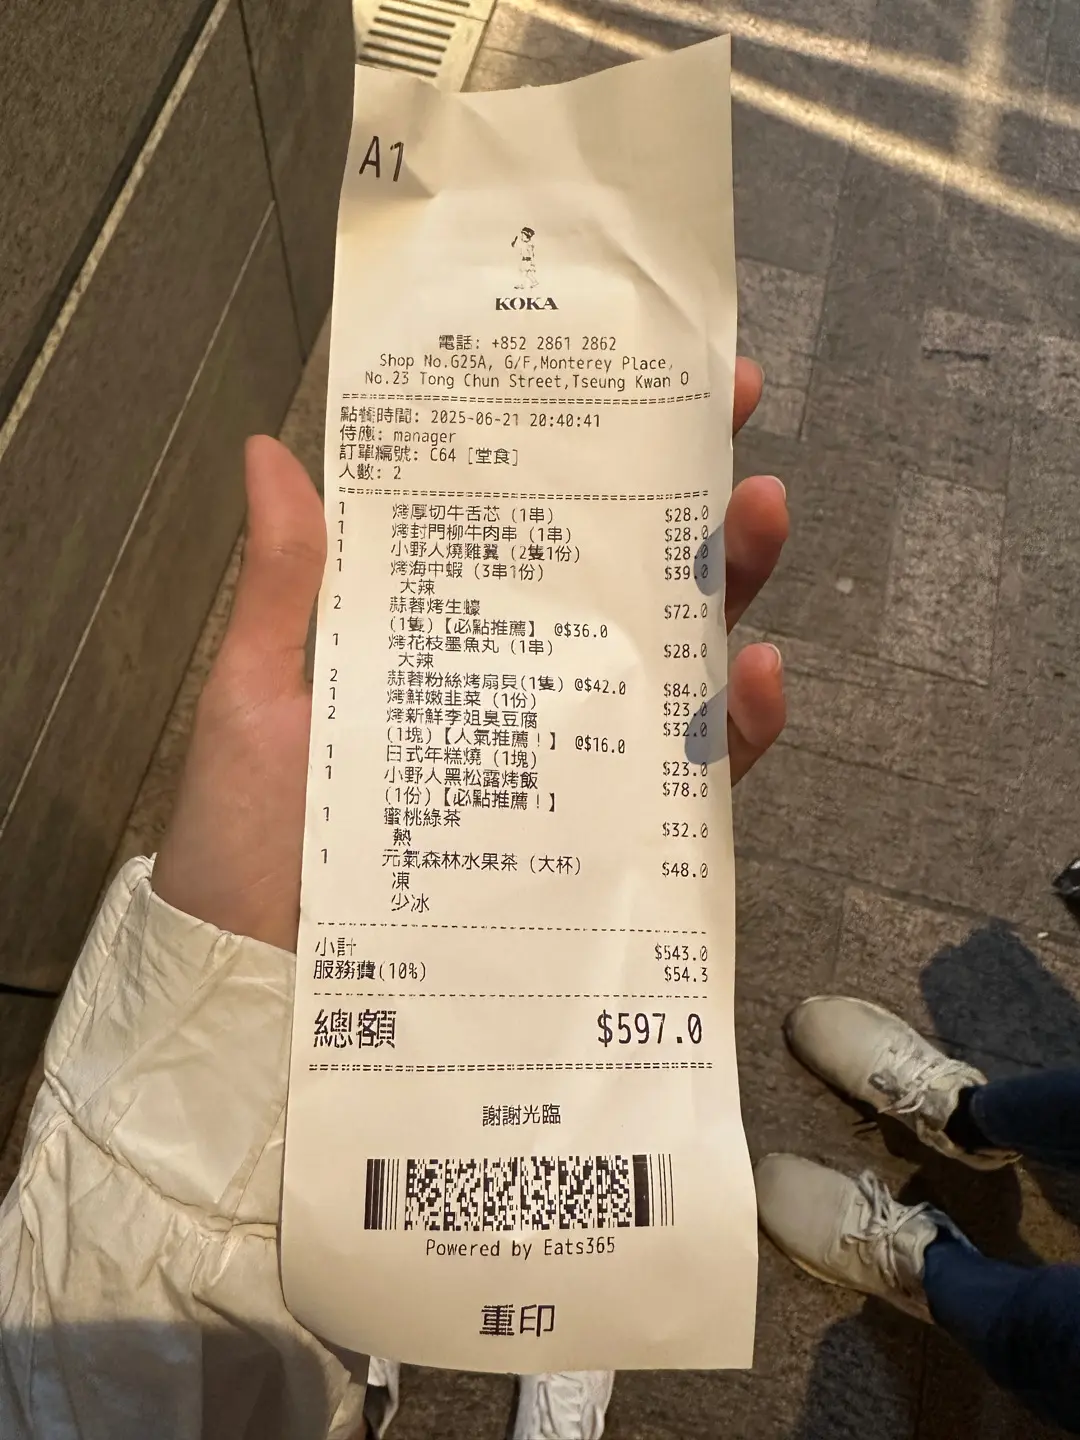 A1
KOKA
電話: +852 2861 2862
Shop No.G25A, G/F,Monterey Place,
No.23 Tong Chun Street,Tseung Kwan O
點餐時間: 2025-06-21 20:40:41
侍應: manager
訂單編號: C64 [堂食]
人數: 2
1 烤厚切牛舌芯 (1串) $28.0
1 烤封門柳牛肉串 (1串) $28.0
1 小野人燒雞翼 (2隻1份) $28.0
1 烤海中蝦 (3串1份) $39.0
大辣
2 蒜蓉烤生蠔 $72.0
(1隻)【必點推薦】 @$36.0
1 烤花枝墨魚丸 (1串) $28.0
大辣
2 蒜蓉粉絲烤扇貝(1隻) @$42.0 $84.0
1 烤鮮嫩韭菜 (1份) $23.0
2 烤新鮮李姐臭豆腐 $32.0
(1塊)【人氣推薦！】 @$16.0
1 日式年糕燒 (1塊) $23.0
1 小野人黑松露烤飯 $78.0
(1份)【必點推薦！】
1 蜜桃綠茶 $32.0
熱
1 元氣森林水果茶 (大杯) $48.0
凍
少冰
小計 $543.0
服務費(10%) $54.3
總額 $597.0
謝謝光臨
Powered by Eats365
重印